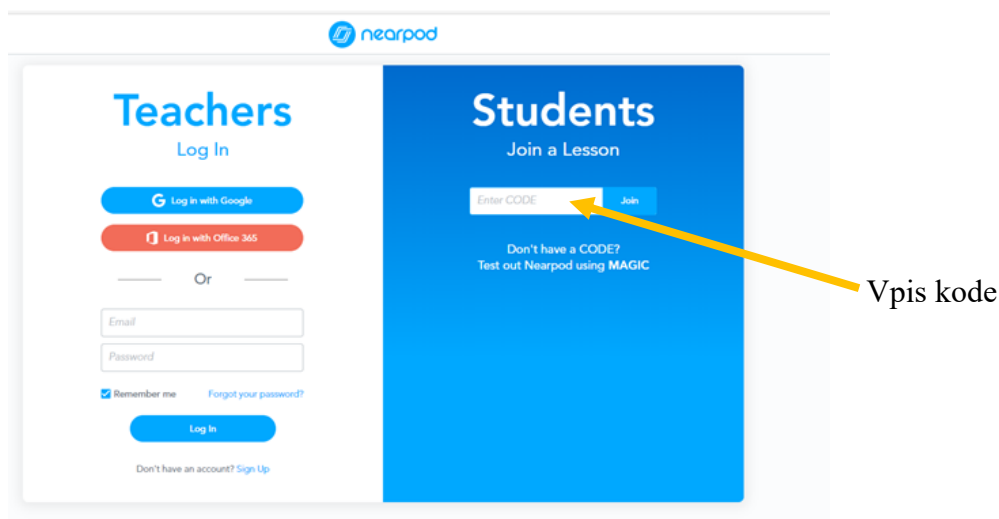 nearpod
Teachers
Log In
Log in with Google
Log in with Office 365
Or
Email
Password
Remember me Forgot your password?
Log In
Don't have an account? Sign Up
Students
Join a Lesson
Enter CODE Join
Don't have a CODE?
Test out Nearpod using MAGIC
Vpis kode